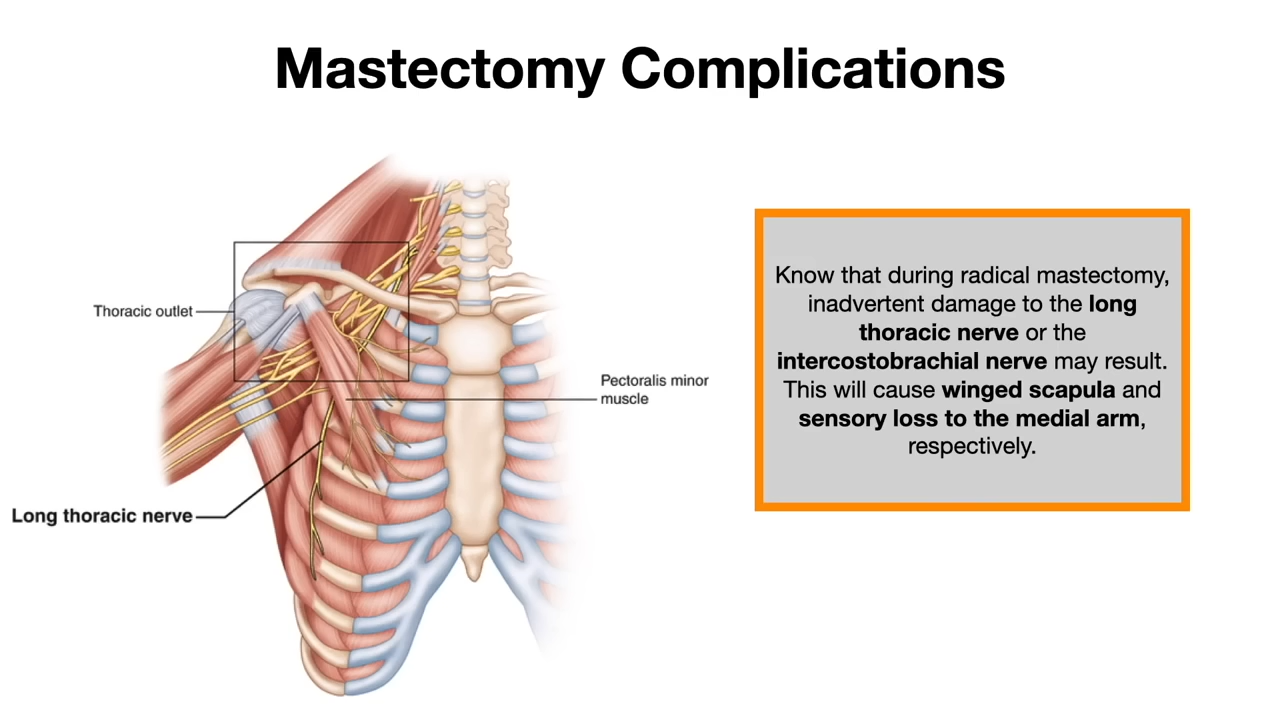 Mastectomy Complications
Thoracic outlet
Pectoralis minor
muscle
Long thoracic nerve
Know that during radical mastectomy,
inadvertent damage to the long
thoracic nerve or the
intercostobrachial nerve may result.
This will cause winged scapula and
sensory loss to the medial arm,
respectively.